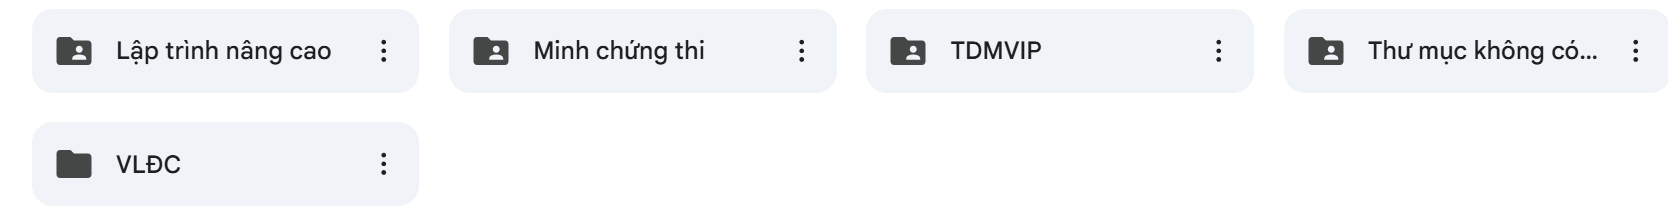 Lập trình nâng cao
Minh chứng thi
TDMVIP
Thư mục không có...
VLĐC